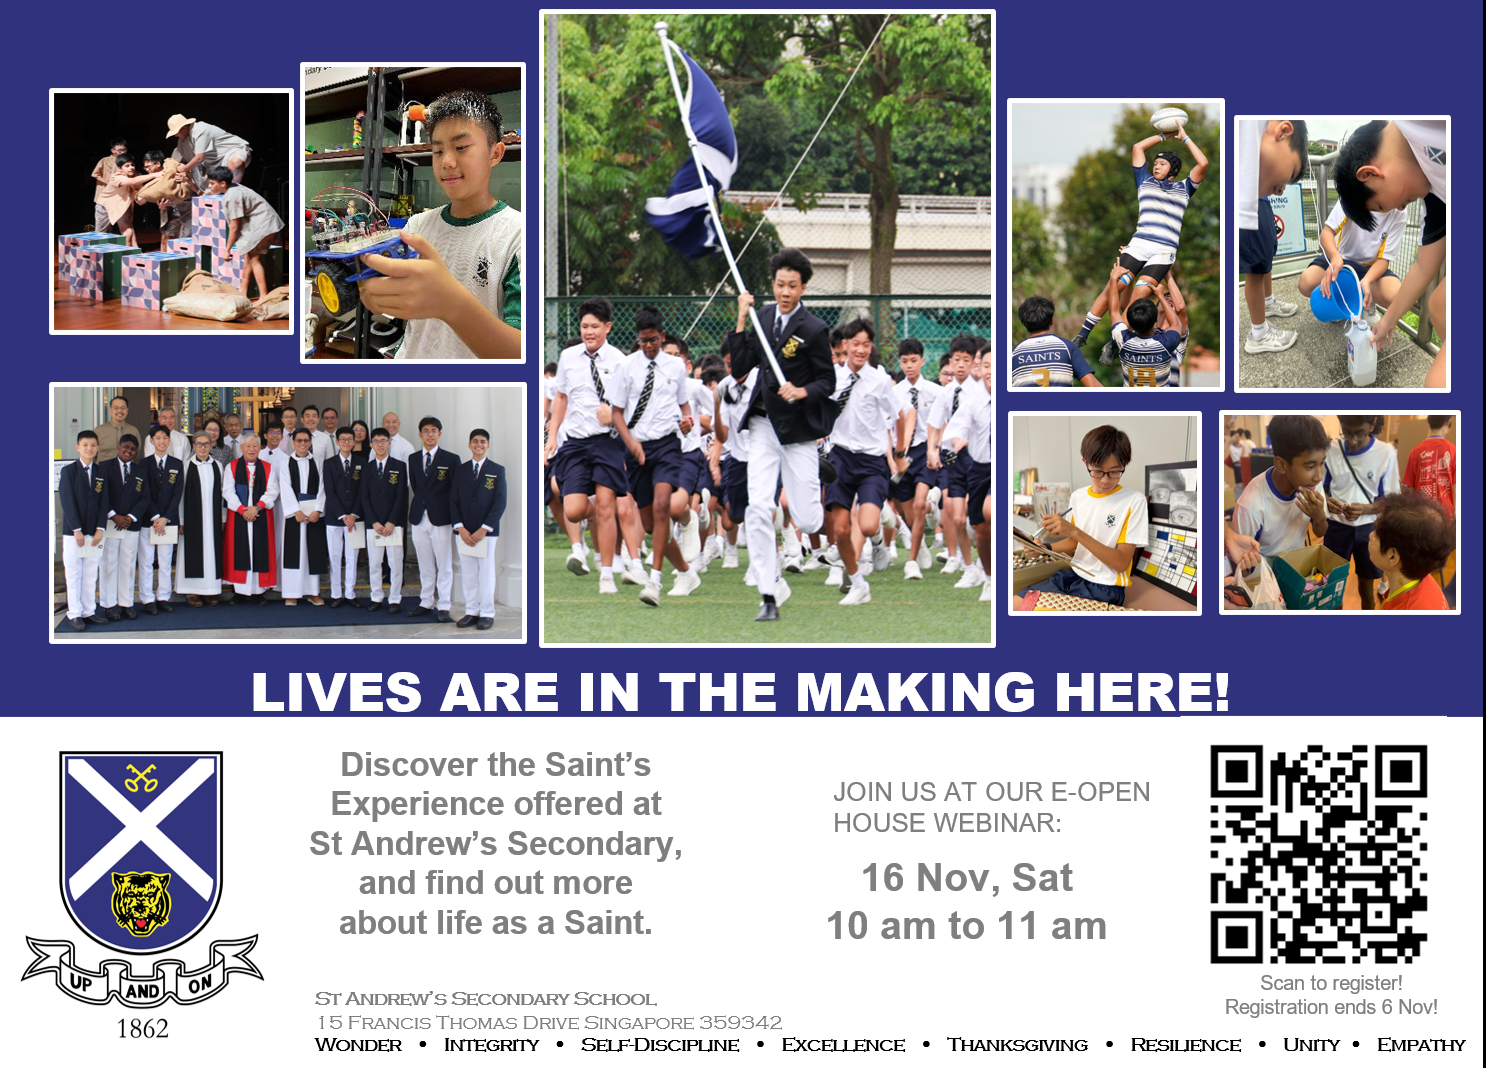 SAINTS
SAINTS
LIVES ARE IN THE MAKING HERE!
Discover the Saint's
Experience offered at
St Andrew's Secondary,
and find out more
about life as a Saint.
JOIN US AT OUR E-OPEN
HOUSE WEBINAR:
16 Nov, Sat
10 am to 11 am
UP AND ON
1862
Scan to register!
Registration ends 6 Nov!
ST ANDREW'S SECONDARY SCHOOL
15 FRANCIS THOMAS DRIVE SINGAPORE 359342
WONDER • INTEGRITY • SELF-DISCIPLINE • EXCELLENCE • THANKSGIVING • RESILIENCE • UNITY • EMPATHY